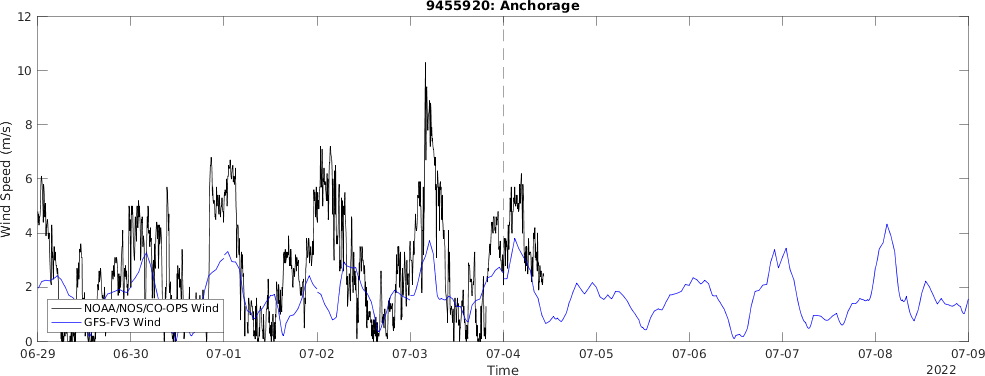 9455920: Anchorage
12
10
8
6
4
2
0
Wind Speed (m/s)
NOAA/NOS/CO-OPS Wind
GFS-FV3 Wind
06-29 06-30 07-01 07-02 07-03 07-04 07-05 07-06 07-07 07-08 07-09
Time
2022